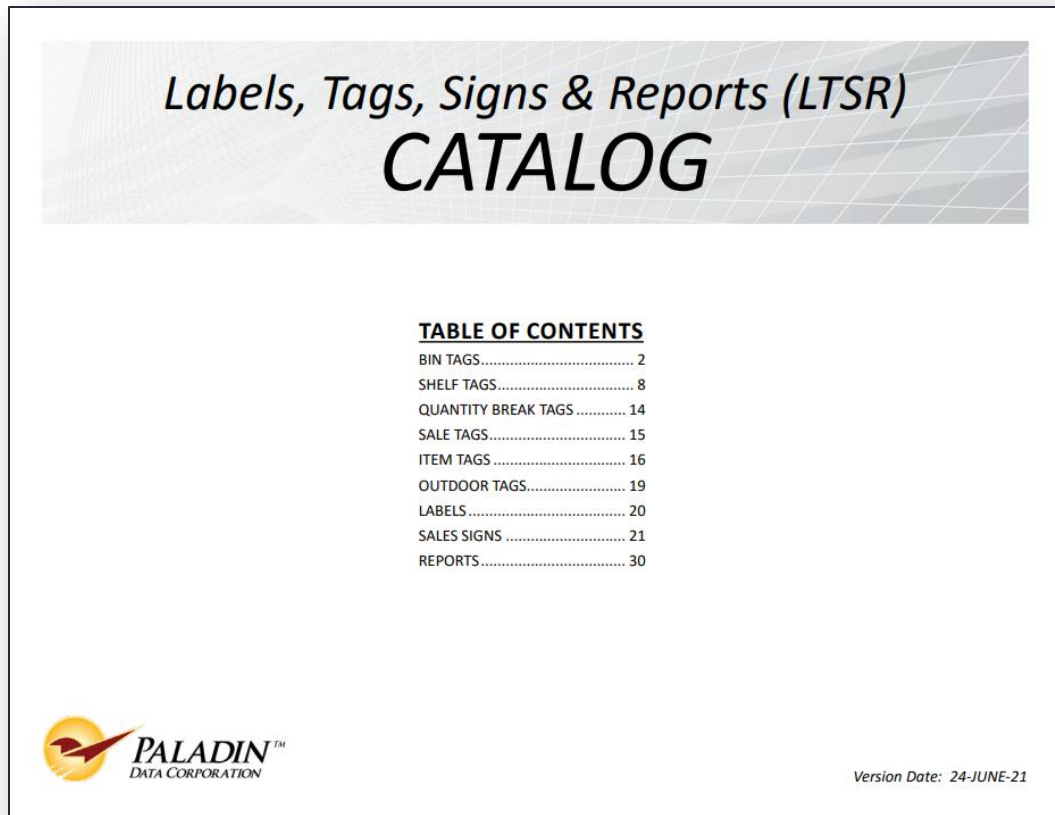 Labels, Tags, Signs & Reports (LTSR)
CATALOG
TABLE OF CONTENTS
BIN TAGS..................................... 2
SHELF TAGS................................. 8
QUANTITY BREAK TAGS ............ 14
SALE TAGS................................. 15
ITEM TAGS ................................ 16
OUTDOOR TAGS........................ 19
LABELS...................................... 20
SALES SIGNS ............................. 21
REPORTS................................... 30
PALADIN™
DATA CORPORATION
Version Date: 24-JUNE-21